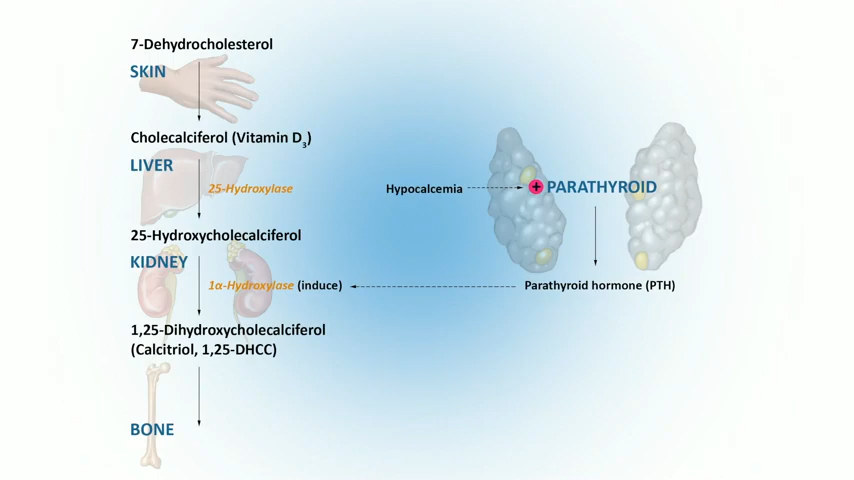 7-Dehydrocholesterol
SKIN
Cholecalciferol (Vitamin D₃)
LIVER
25-Hydroxylase
25-Hydroxycholecalciferol
KIDNEY
1α-Hydroxylase (induce)
1,25-Dihydroxycholecalciferol
(Calcitriol, 1,25-DHCC)
BONE
Hypocalcemia
+ PARATHYROID
Parathyroid hormone (PTH)